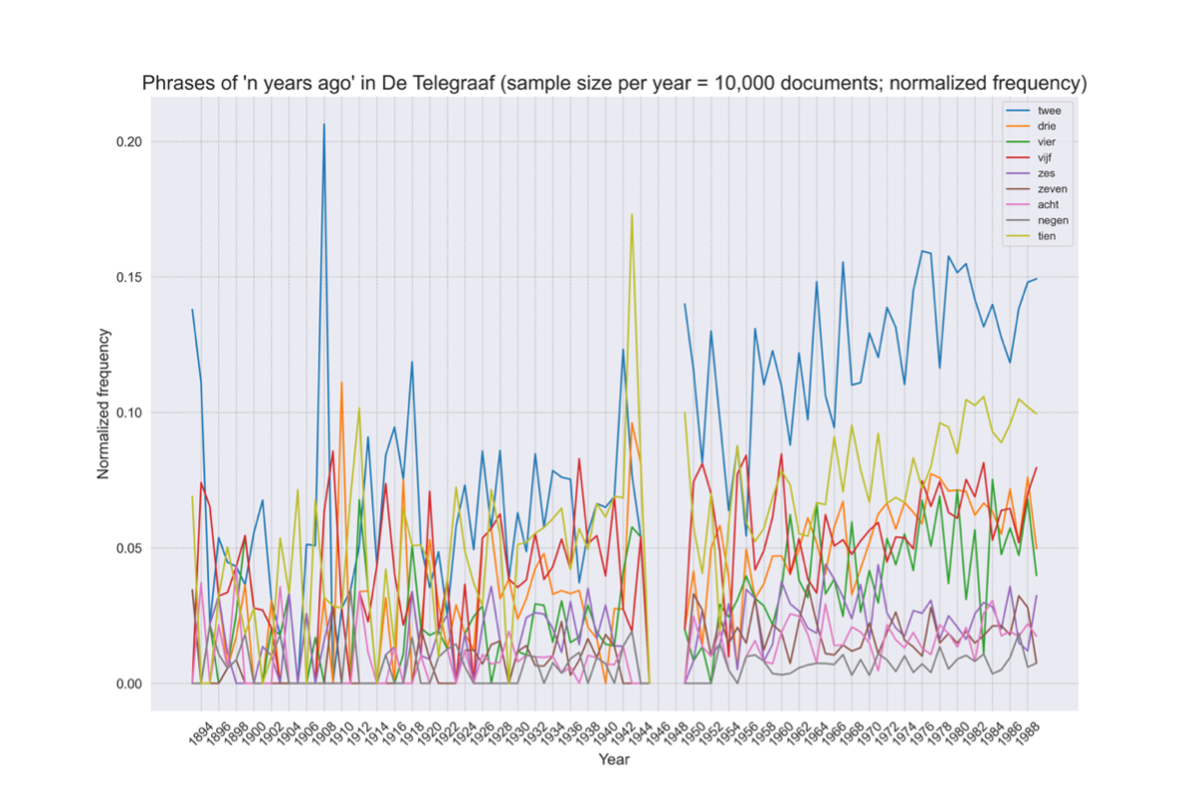 Phrases of 'n years ago' in De Telegraaf (sample size per year = 10,000 documents; normalized frequency)
twee
drie
vier
vijf
zes
zeven
acht
negen
tien
0.20
0.15
0.10
0.05
0.00
Normalized frequency
1894 1896 1898 1900 1902 1904 1906 1908 1910 1912 1914 1916 1918 1920 1922 1924 1926 1928 1930 1932 1934 1936 1938 1940 1942 1944 1946 1948 1950 1952 1954 1956 1958 1960 1962 1964 1966 1968 1970 1972 1974 1976 1978 1980 1982 1984 1986 1988
Year